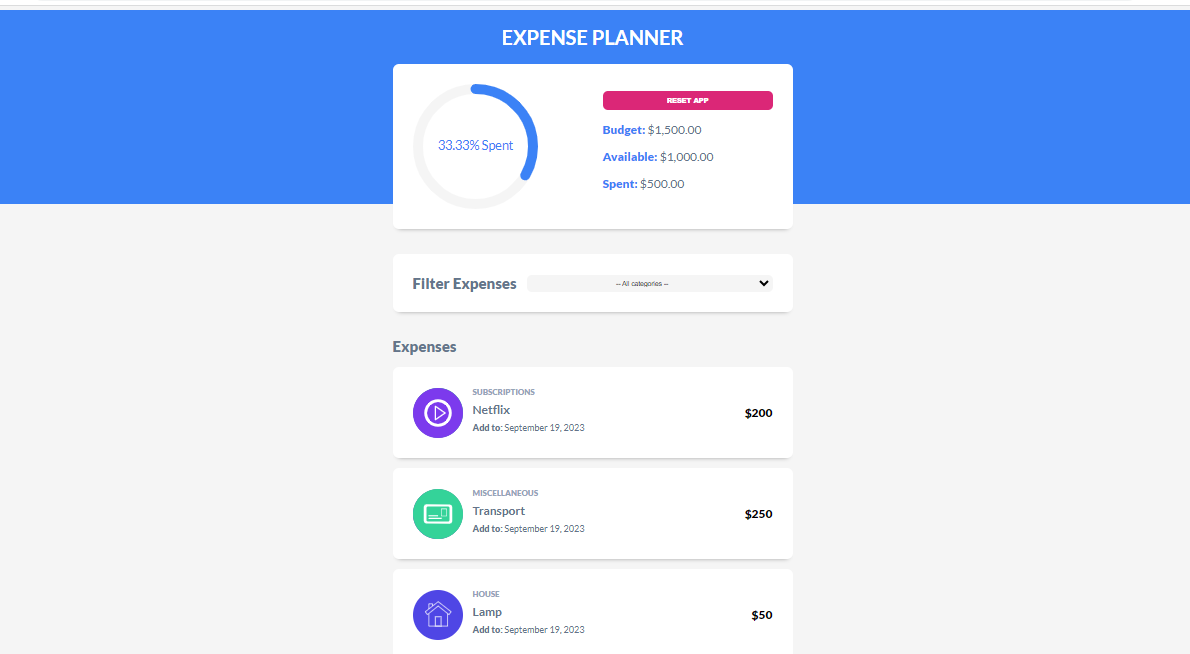 EXPENSE PLANNER
33.33% Spent
RESET APP
Budget: $1,500.00
Available: $1,000.00
Spent: $500.00
Filter Expenses
-- All categories --
Expenses
SUBSCRIPTIONS
Netflix
$200
Add to: September 19, 2023
MISCELLANEOUS
Transport
$250
Add to: September 19, 2023
HOUSE
Lamp
$50
Add to: September 19, 2023